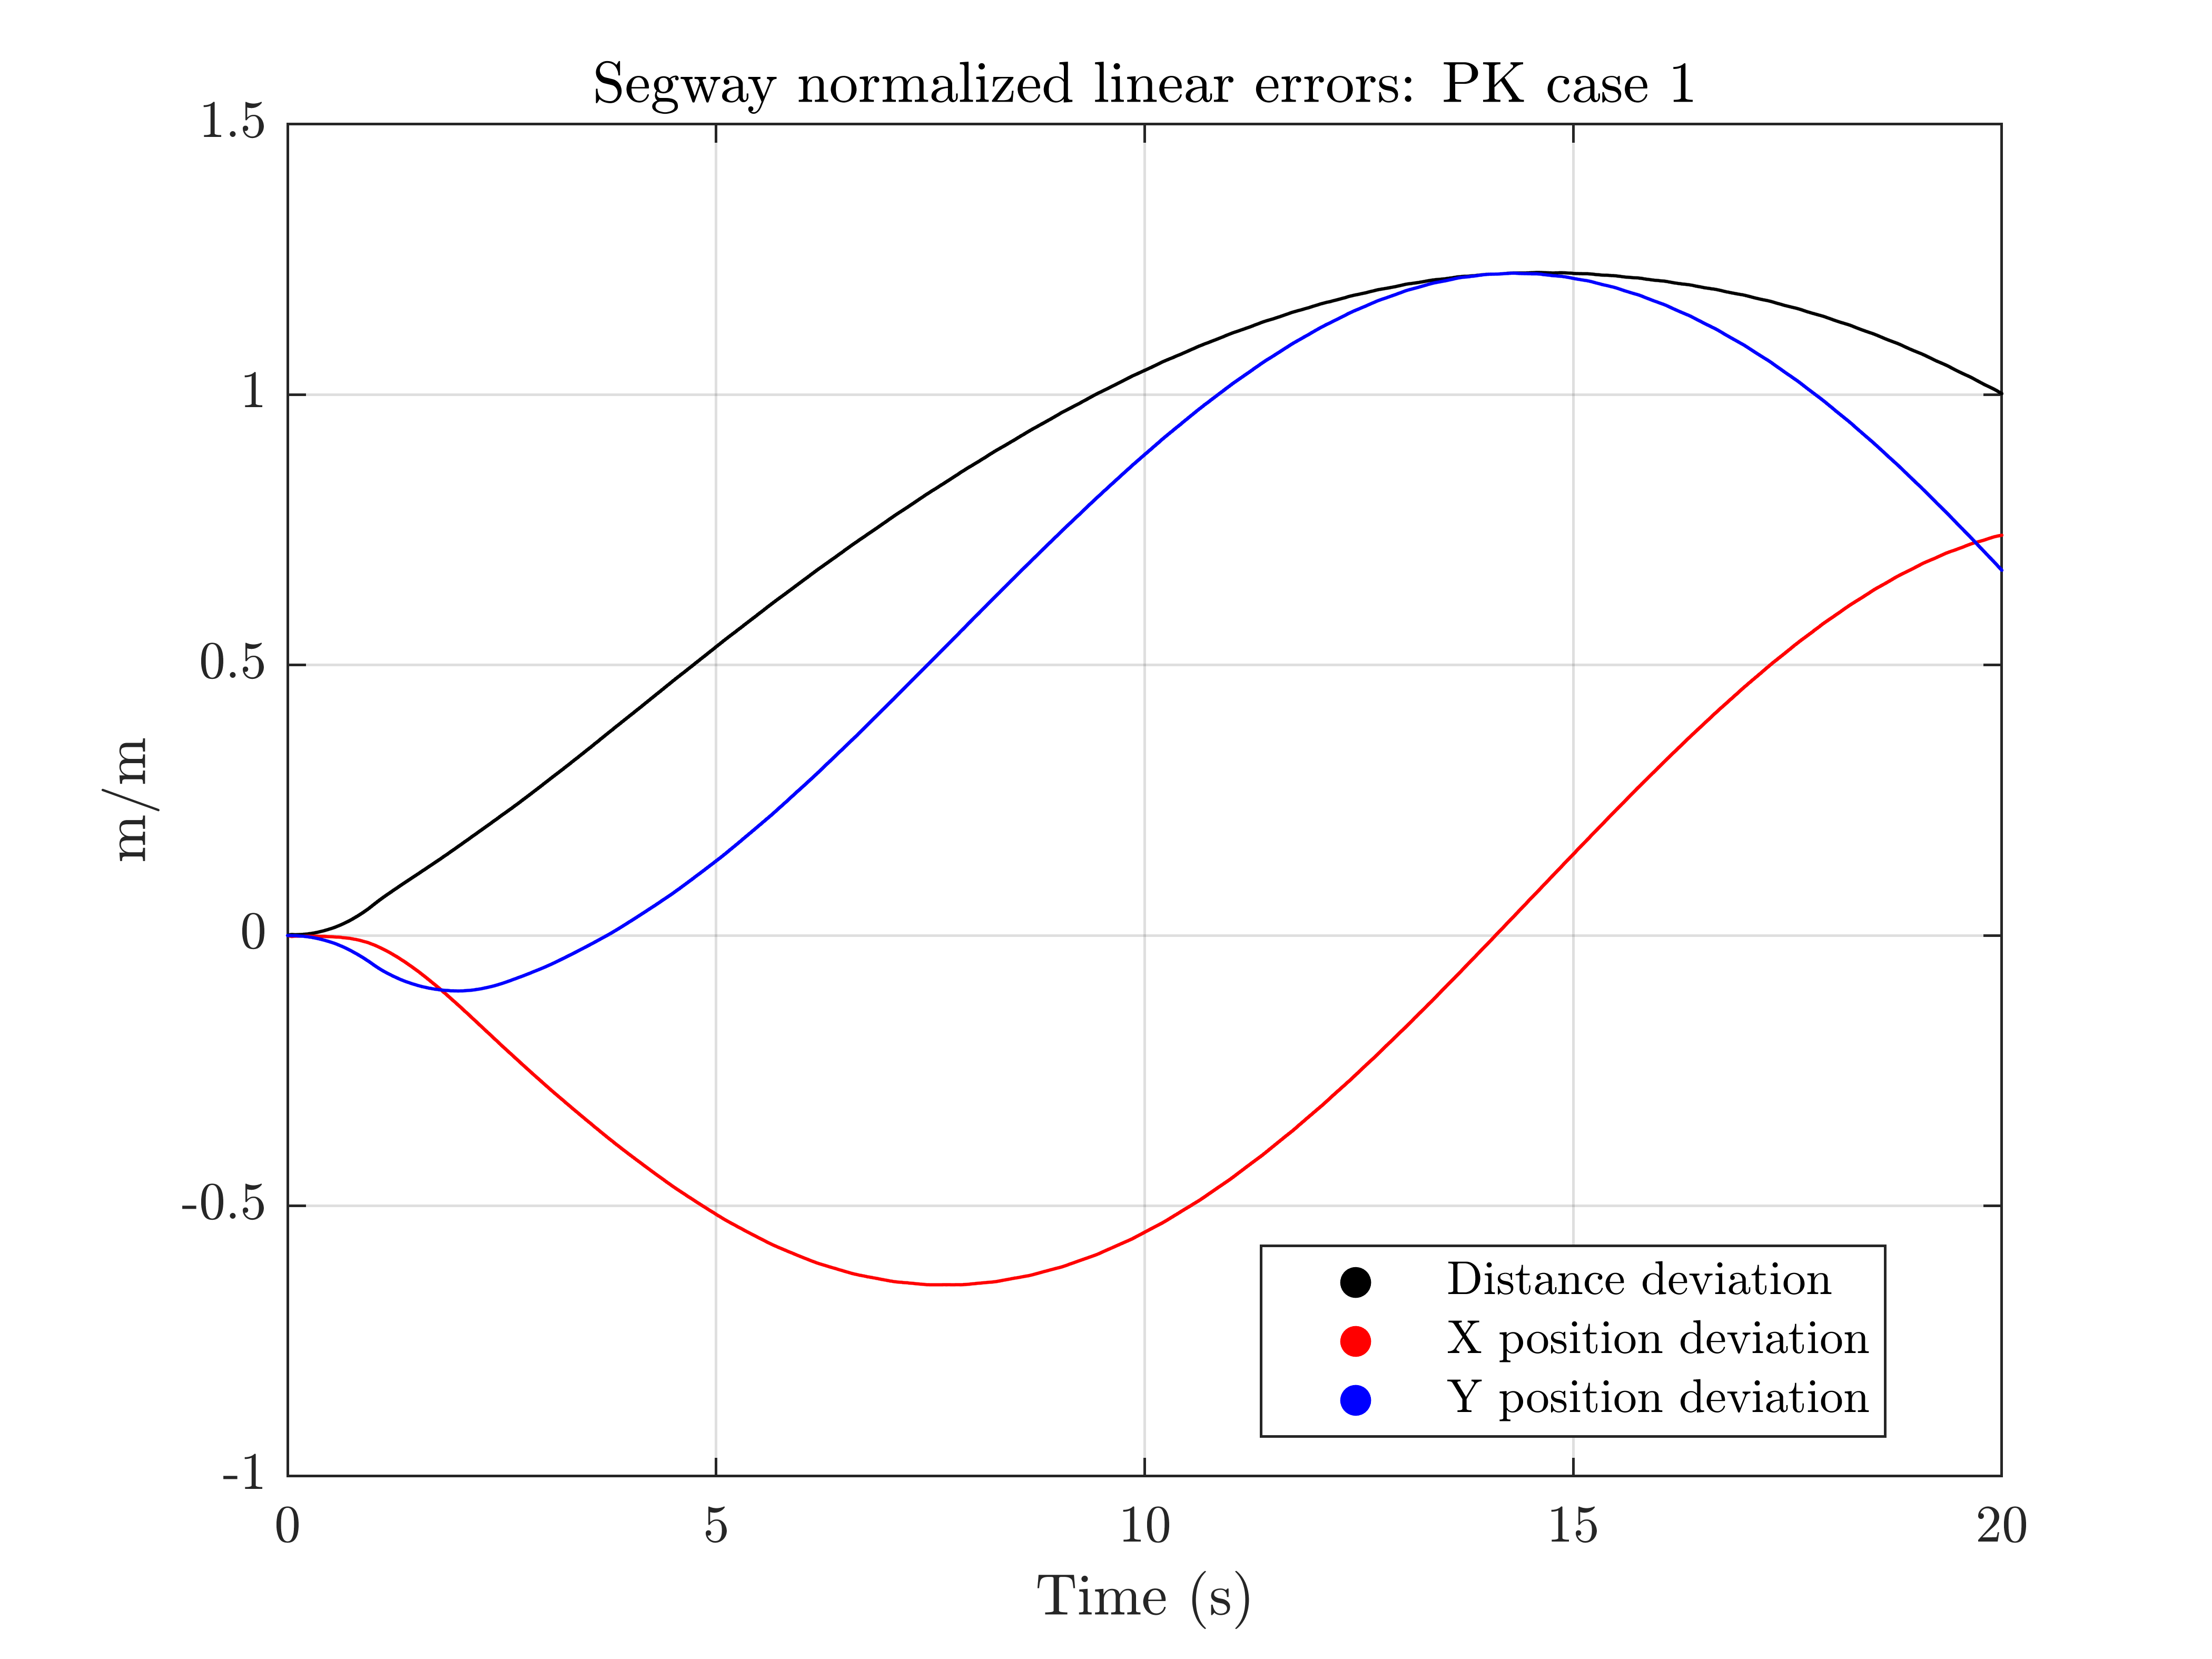 Segway normalized linear errors: PK case 1
1.5
1
0.5
0
-0.5
-1
m/m
0 5 10 15 20
Time (s)
Distance deviation
X position deviation
Y position deviation